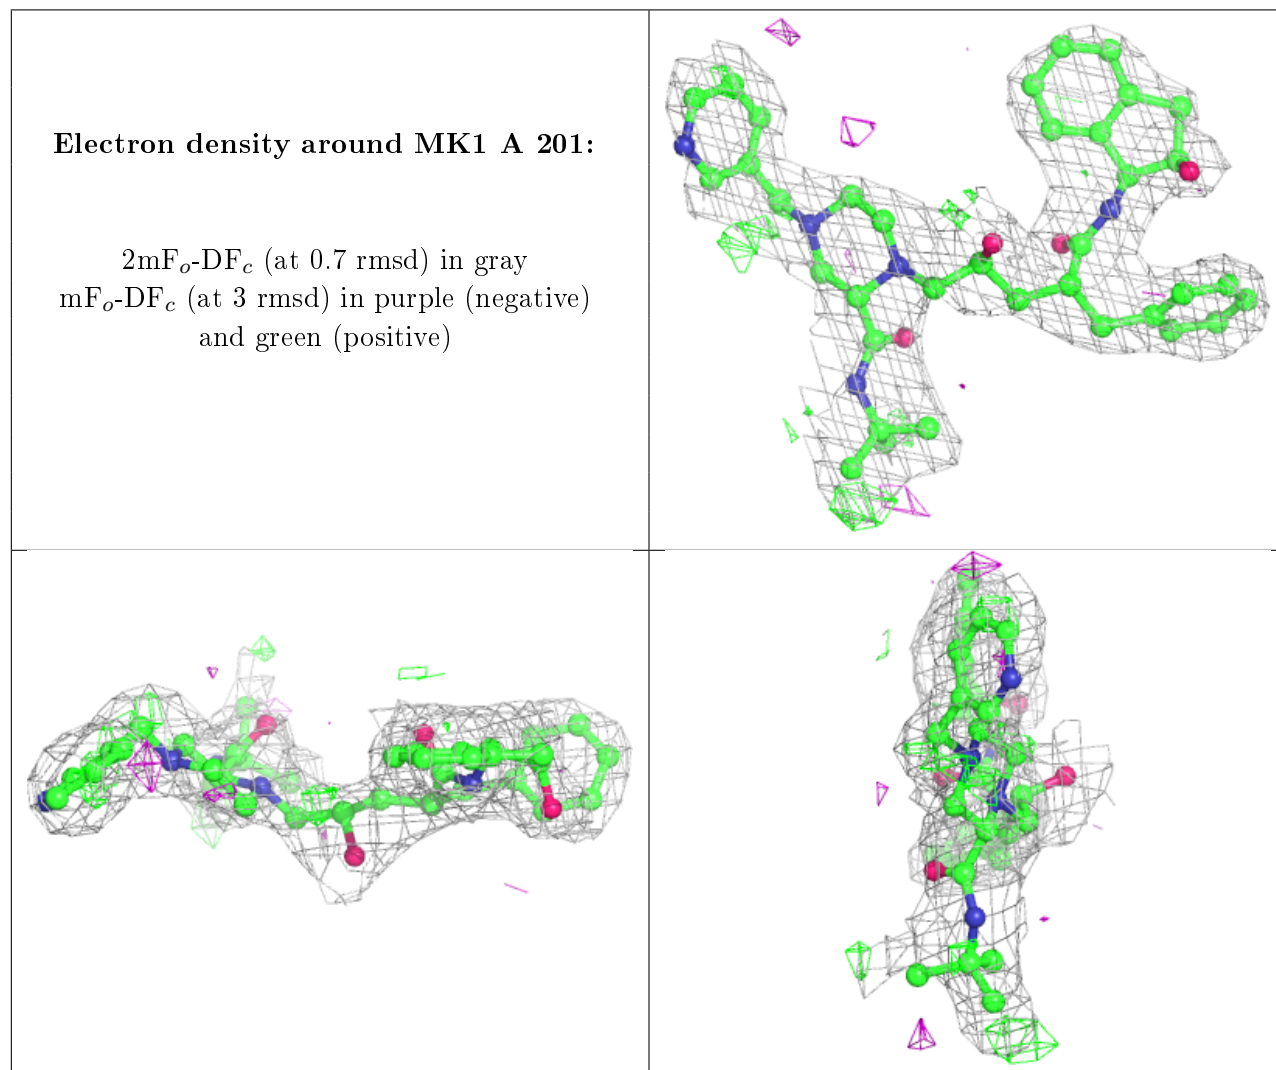 Electron density around MK1 A 201:
2mFₒ-DF𝒸 (at 0.7 rmsd) in gray
mFₒ-DF𝒸 (at 3 rmsd) in purple (negative)
and green (positive)